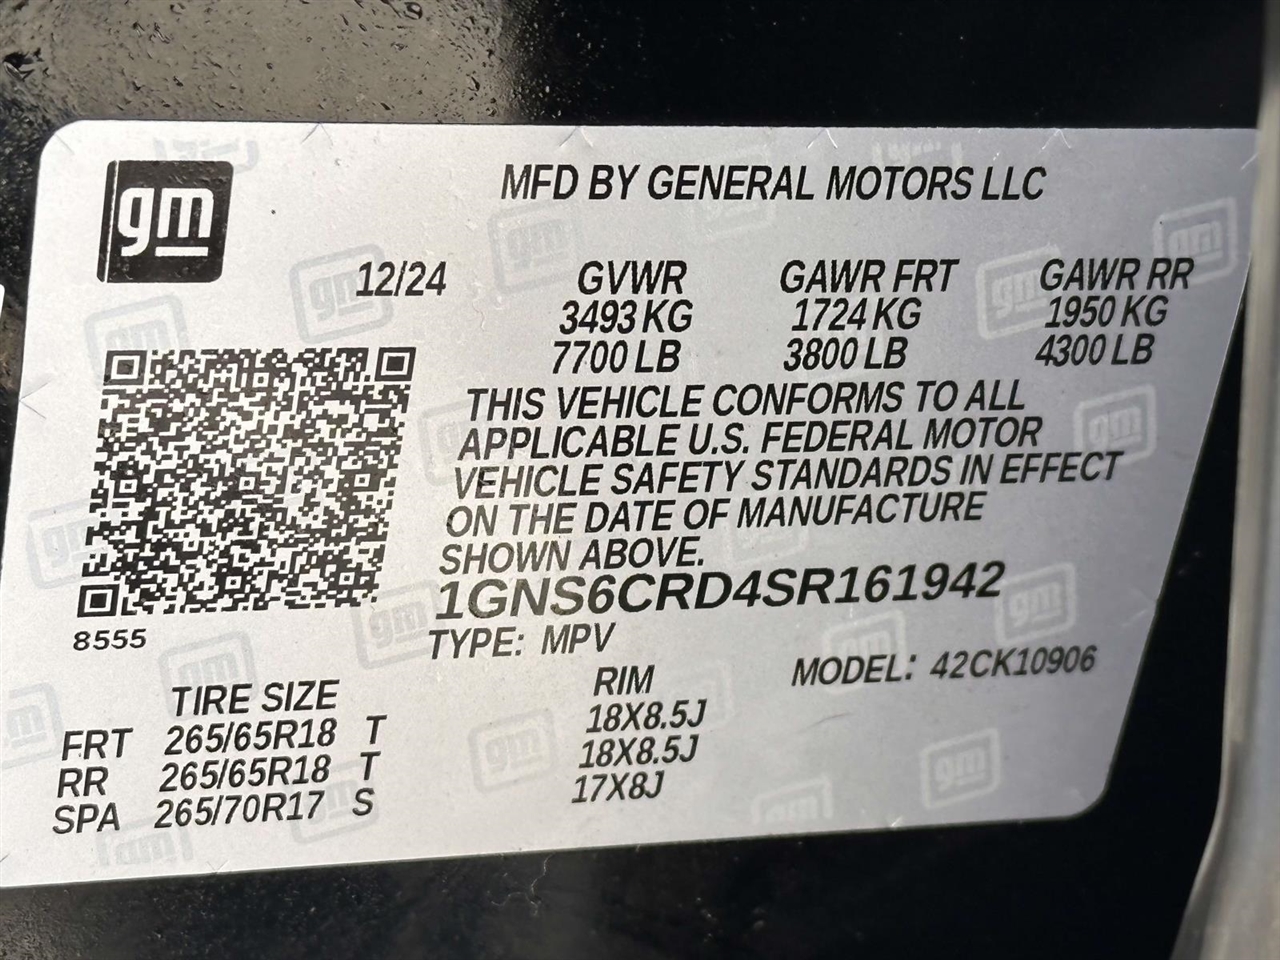 gm
MFD BY GENERAL MOTORS LLC
12/24 GVWR GAWR FRT GAWR RR
3493 KG 1724 KG 1950 KG
7700 LB 3800 LB 4300 LB
THIS VEHICLE CONFORMS TO ALL
APPLICABLE U.S. FEDERAL MOTOR
VEHICLE SAFETY STANDARDS IN EFFECT
ON THE DATE OF MANUFACTURE
SHOWN ABOVE.
1GNS6CRD4SR161942
8555
TYPE: MPV
MODEL: 42CK10906
TIRE SIZE RIM
FRT 265/65R18 T 18X8.5J
RR 265/65R18 T 18X8.5J
SPA 265/70R17 S 17X8J